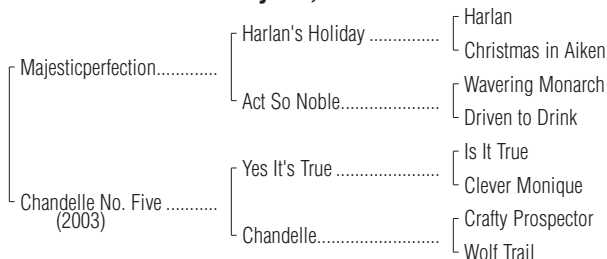 Harlan
Harlan's Holiday ...............
Christmas in Aiken
Majesticperfection.............
Wavering Monarch
Act So Noble.....................
Driven to Drink
Is It True
Yes It's True ......................
Clever Monique
Chandelle No. Five ...........
(2003)
Crafty Prospector
Chandelle..........................
Wolf Trail